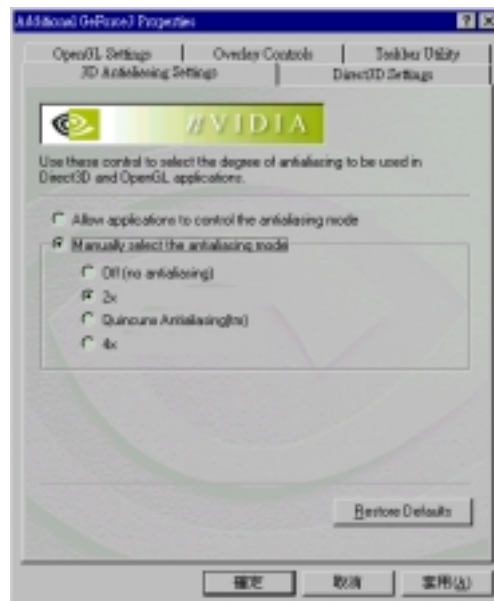 Additional GeForce3 Properties
OpenGL Settings
Overlay Controls
Taskbar Utility
3D Antialiasing Settings
Direct3D Settings
nVIDIA
Use these control to select the degree of antialiasing to be used in
Direct3D and OpenGL applications.
Allow applications to control the antialiasing mode
Manually select the antialiasing mode
Off (no antialiasing)
2x
Quincunx Antialiasing(tm)
4x
Restore Defaults
確定
取消
套用(A)